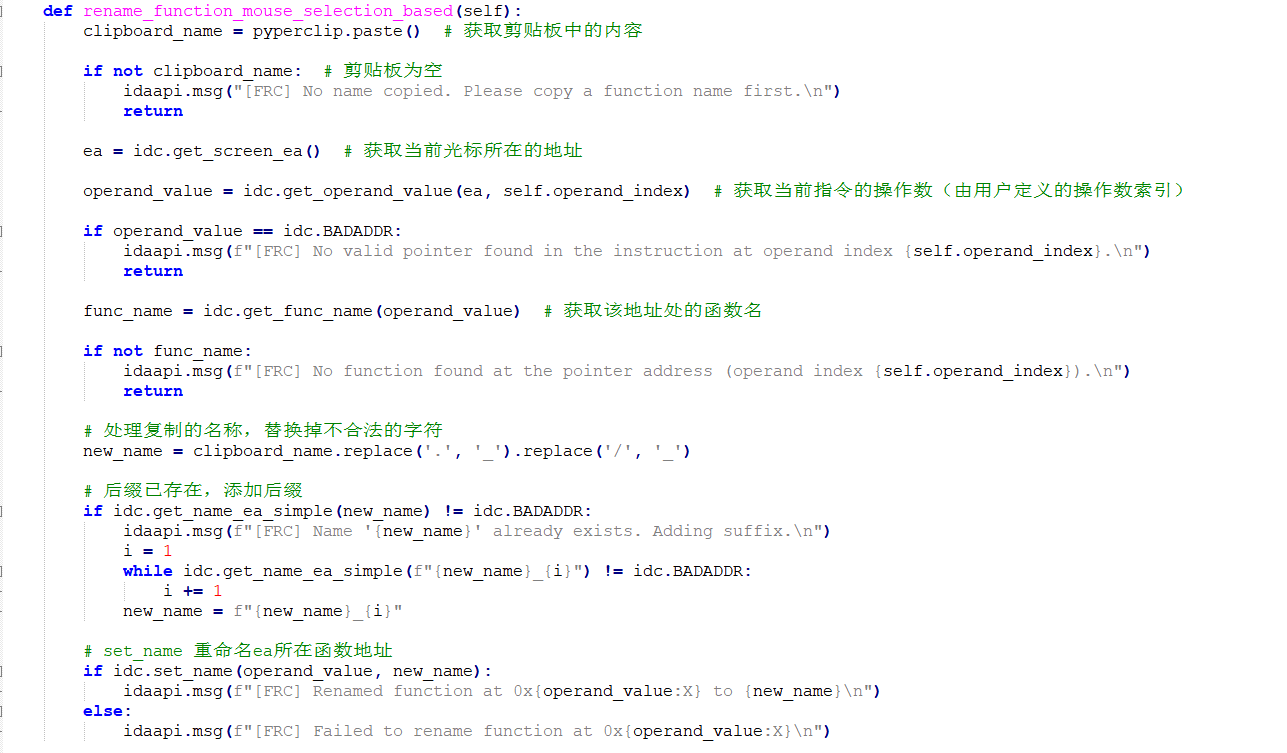 def rename_function_mouse_selection_based(self):
clipboard_name = pyperclip.paste()  # 获取剪贴板中的内容
if not clipboard_name:  # 剪贴板为空
idaapi.msg("[FRC] No name copied. Please copy a function name first.\n")
return
ea = idc.get_screen_ea()  # 获取当前光标所在的地址
operand_value = idc.get_operand_value(ea, self.operand_index)  # 获取当前指令的操作数（由用户定义的操作数索引）
if operand_value == idc.BADADDR:
idaapi.msg(f"[FRC] No valid pointer found in the instruction at operand index {self.operand_index}.\n")
return
func_name = idc.get_func_name(operand_value)  # 获取该地址处的函数名
if not func_name:
idaapi.msg(f"[FRC] No function found at the pointer address (operand index {self.operand_index}).\n")
return
# 处理复制的名称，替换掉不合法的字符
new_name = clipboard_name.replace('.', '_').replace('/', '_')
# 后缀已存在，添加后缀
if idc.get_name_ea_simple(new_name) != idc.BADADDR:
idaapi.msg(f"[FRC] Name '{new_name}' already exists. Adding suffix.\n")
i = 1
while idc.get_name_ea_simple(f"{new_name}_{i}") != idc.BADADDR:
i += 1
new_name = f"{new_name}_{i}"
# set_name 重命名ea所在函数地址
if idc.set_name(operand_value, new_name):
idaapi.msg(f"[FRC] Renamed function at 0x{operand_value:X} to {new_name}\n")
else:
idaapi.msg(f"[FRC] Failed to rename function at 0x{operand_value:X}\n")